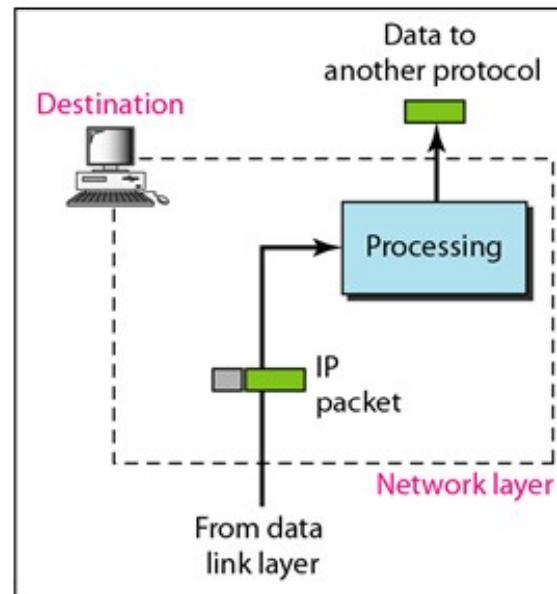 Data to
another protocol
Destination
Processing
IP
packet
Network layer
From data
link layer